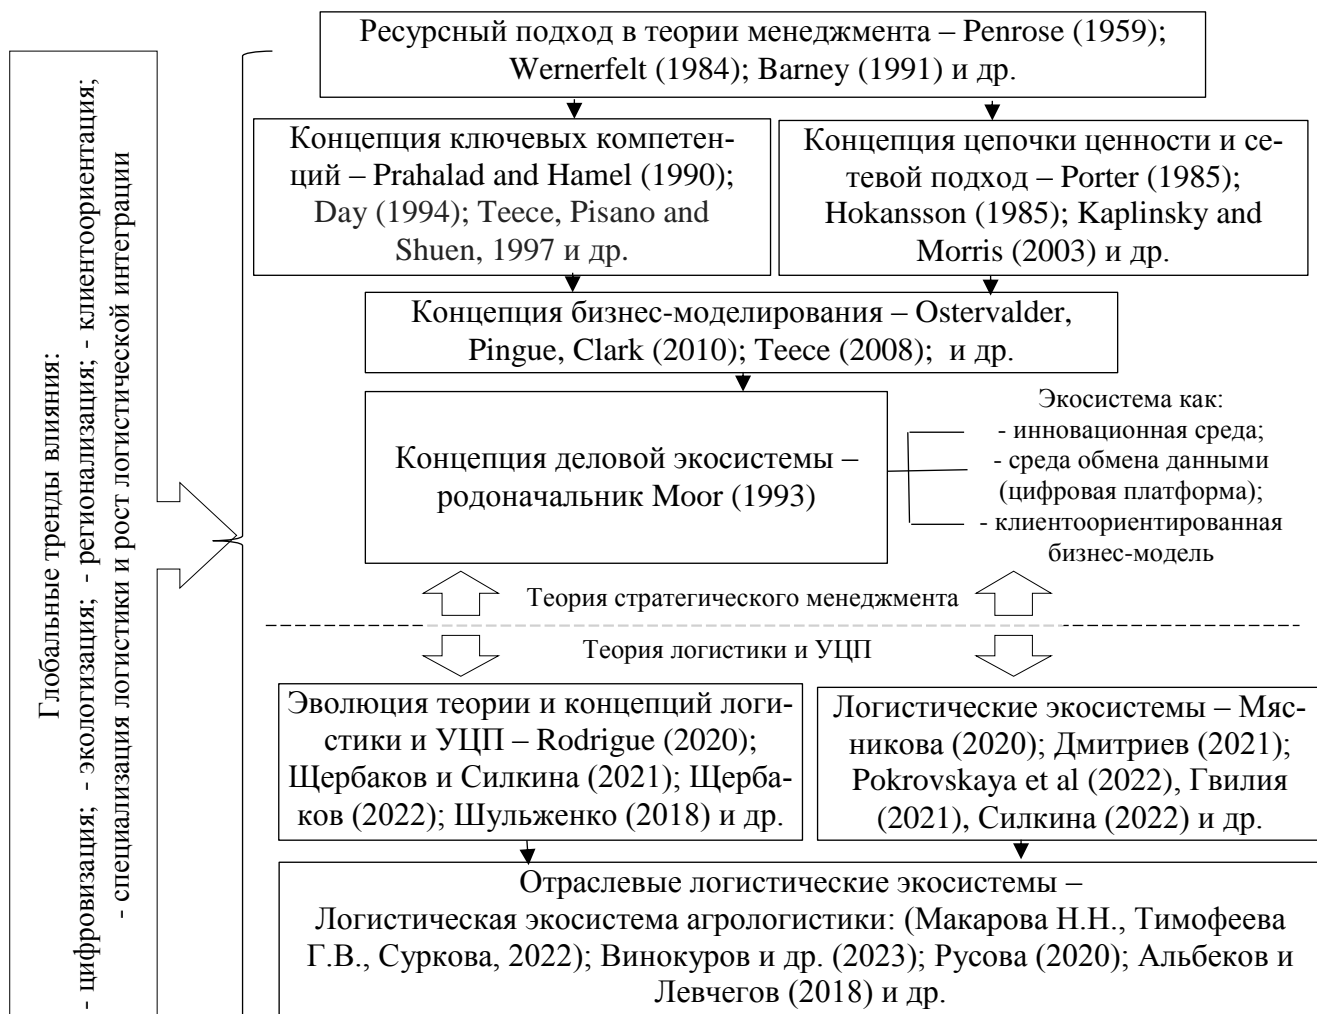 Глобальные тренды влияния:
- цифровизация; - экологизация; - регионализация; - клиентоориентация;
- специализация логистики и рост логистической интеграции
Ресурсный подход в теории менеджмента – Penrose (1959);
Wernerfelt (1984); Barney (1991) и др.
Концепция ключевых компетен-
ций – Prahalad and Hamel (1990);
Day (1994); Teece, Pisano and
Shuen, 1997 и др.
Концепция цепочки ценности и се-
тевой подход – Porter (1985);
Hokansson (1985); Kaplinsky and
Morris (2003) и др.
Концепция бизнес-моделирования – Ostervalder,
Pingue, Clark (2010); Teece (2008); и др.
Концепция деловой экосистемы –
родоначальник Moor (1993)
Экосистема как:
- инновационная среда;
- среда обмена данными
(цифровая платформа);
- клиентоориентированная
бизнес-модель
Теория стратегического менеджмента
Теория логистики и УЦП
Эволюция теории и концепций логи-
стики и УЦП – Rodrigue (2020);
Щербаков и Силкина (2021); Щерба-
ков (2022); Шульженко (2018) и др.
Логистические экосистемы – Мяс-
никова (2020); Дмитриев (2021);
Pokrovskaya et al (2022), Гвилия
(2021), Силкина (2022) и др.
Отраслевые логистические экосистемы –
Логистическая экосистема агрологистики: (Макарова Н.Н., Тимофеева
Г.В., Суркова, 2022); Винокуров и др. (2023); Русова (2020); Альбеков и
Левчегов (2018) и др.